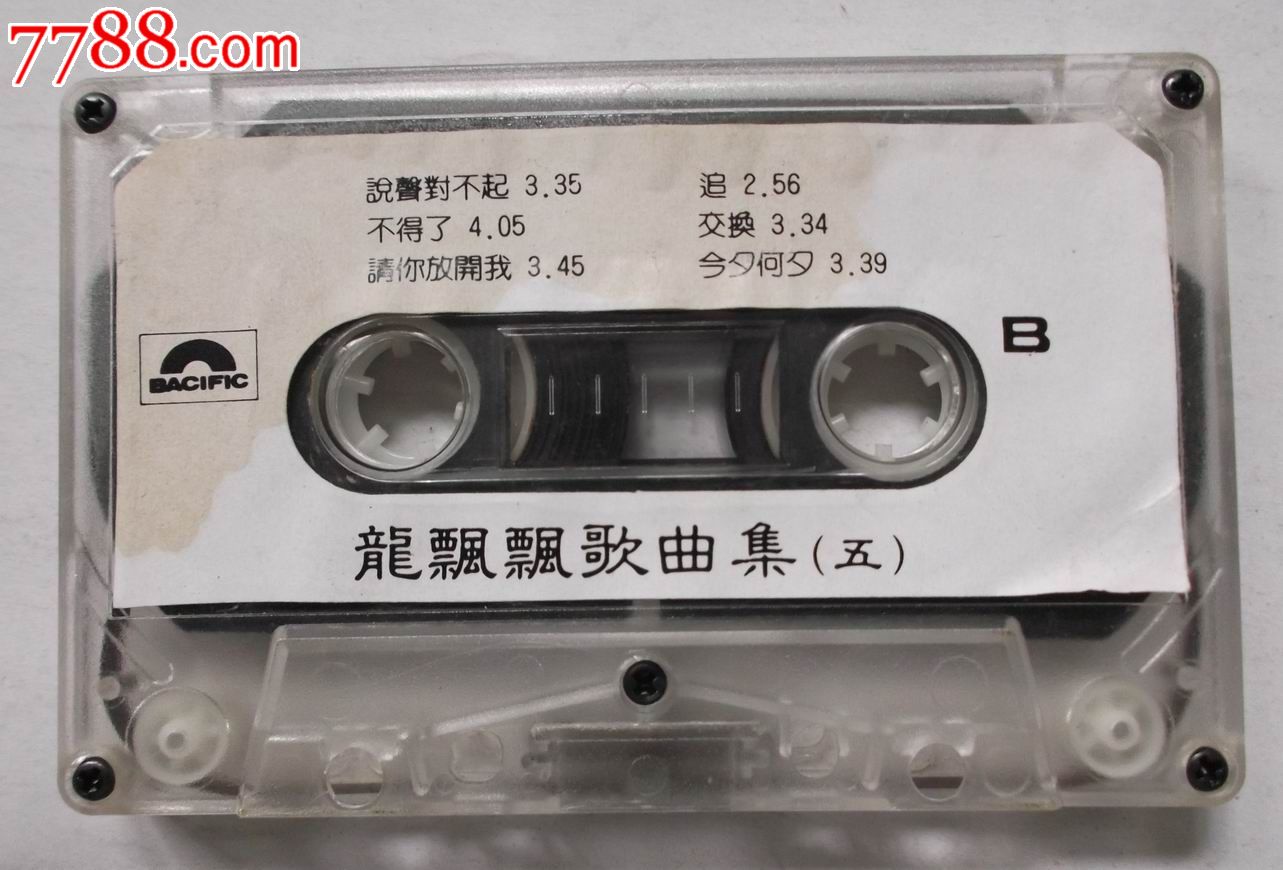 7788.com
說聲對不起 3.35
不得了 4.05
請你放開我 3.45
追 2.56
交換 3.34
今夕何夕 3.39
BACIFIC
B
龍飄飄歌曲集(五)